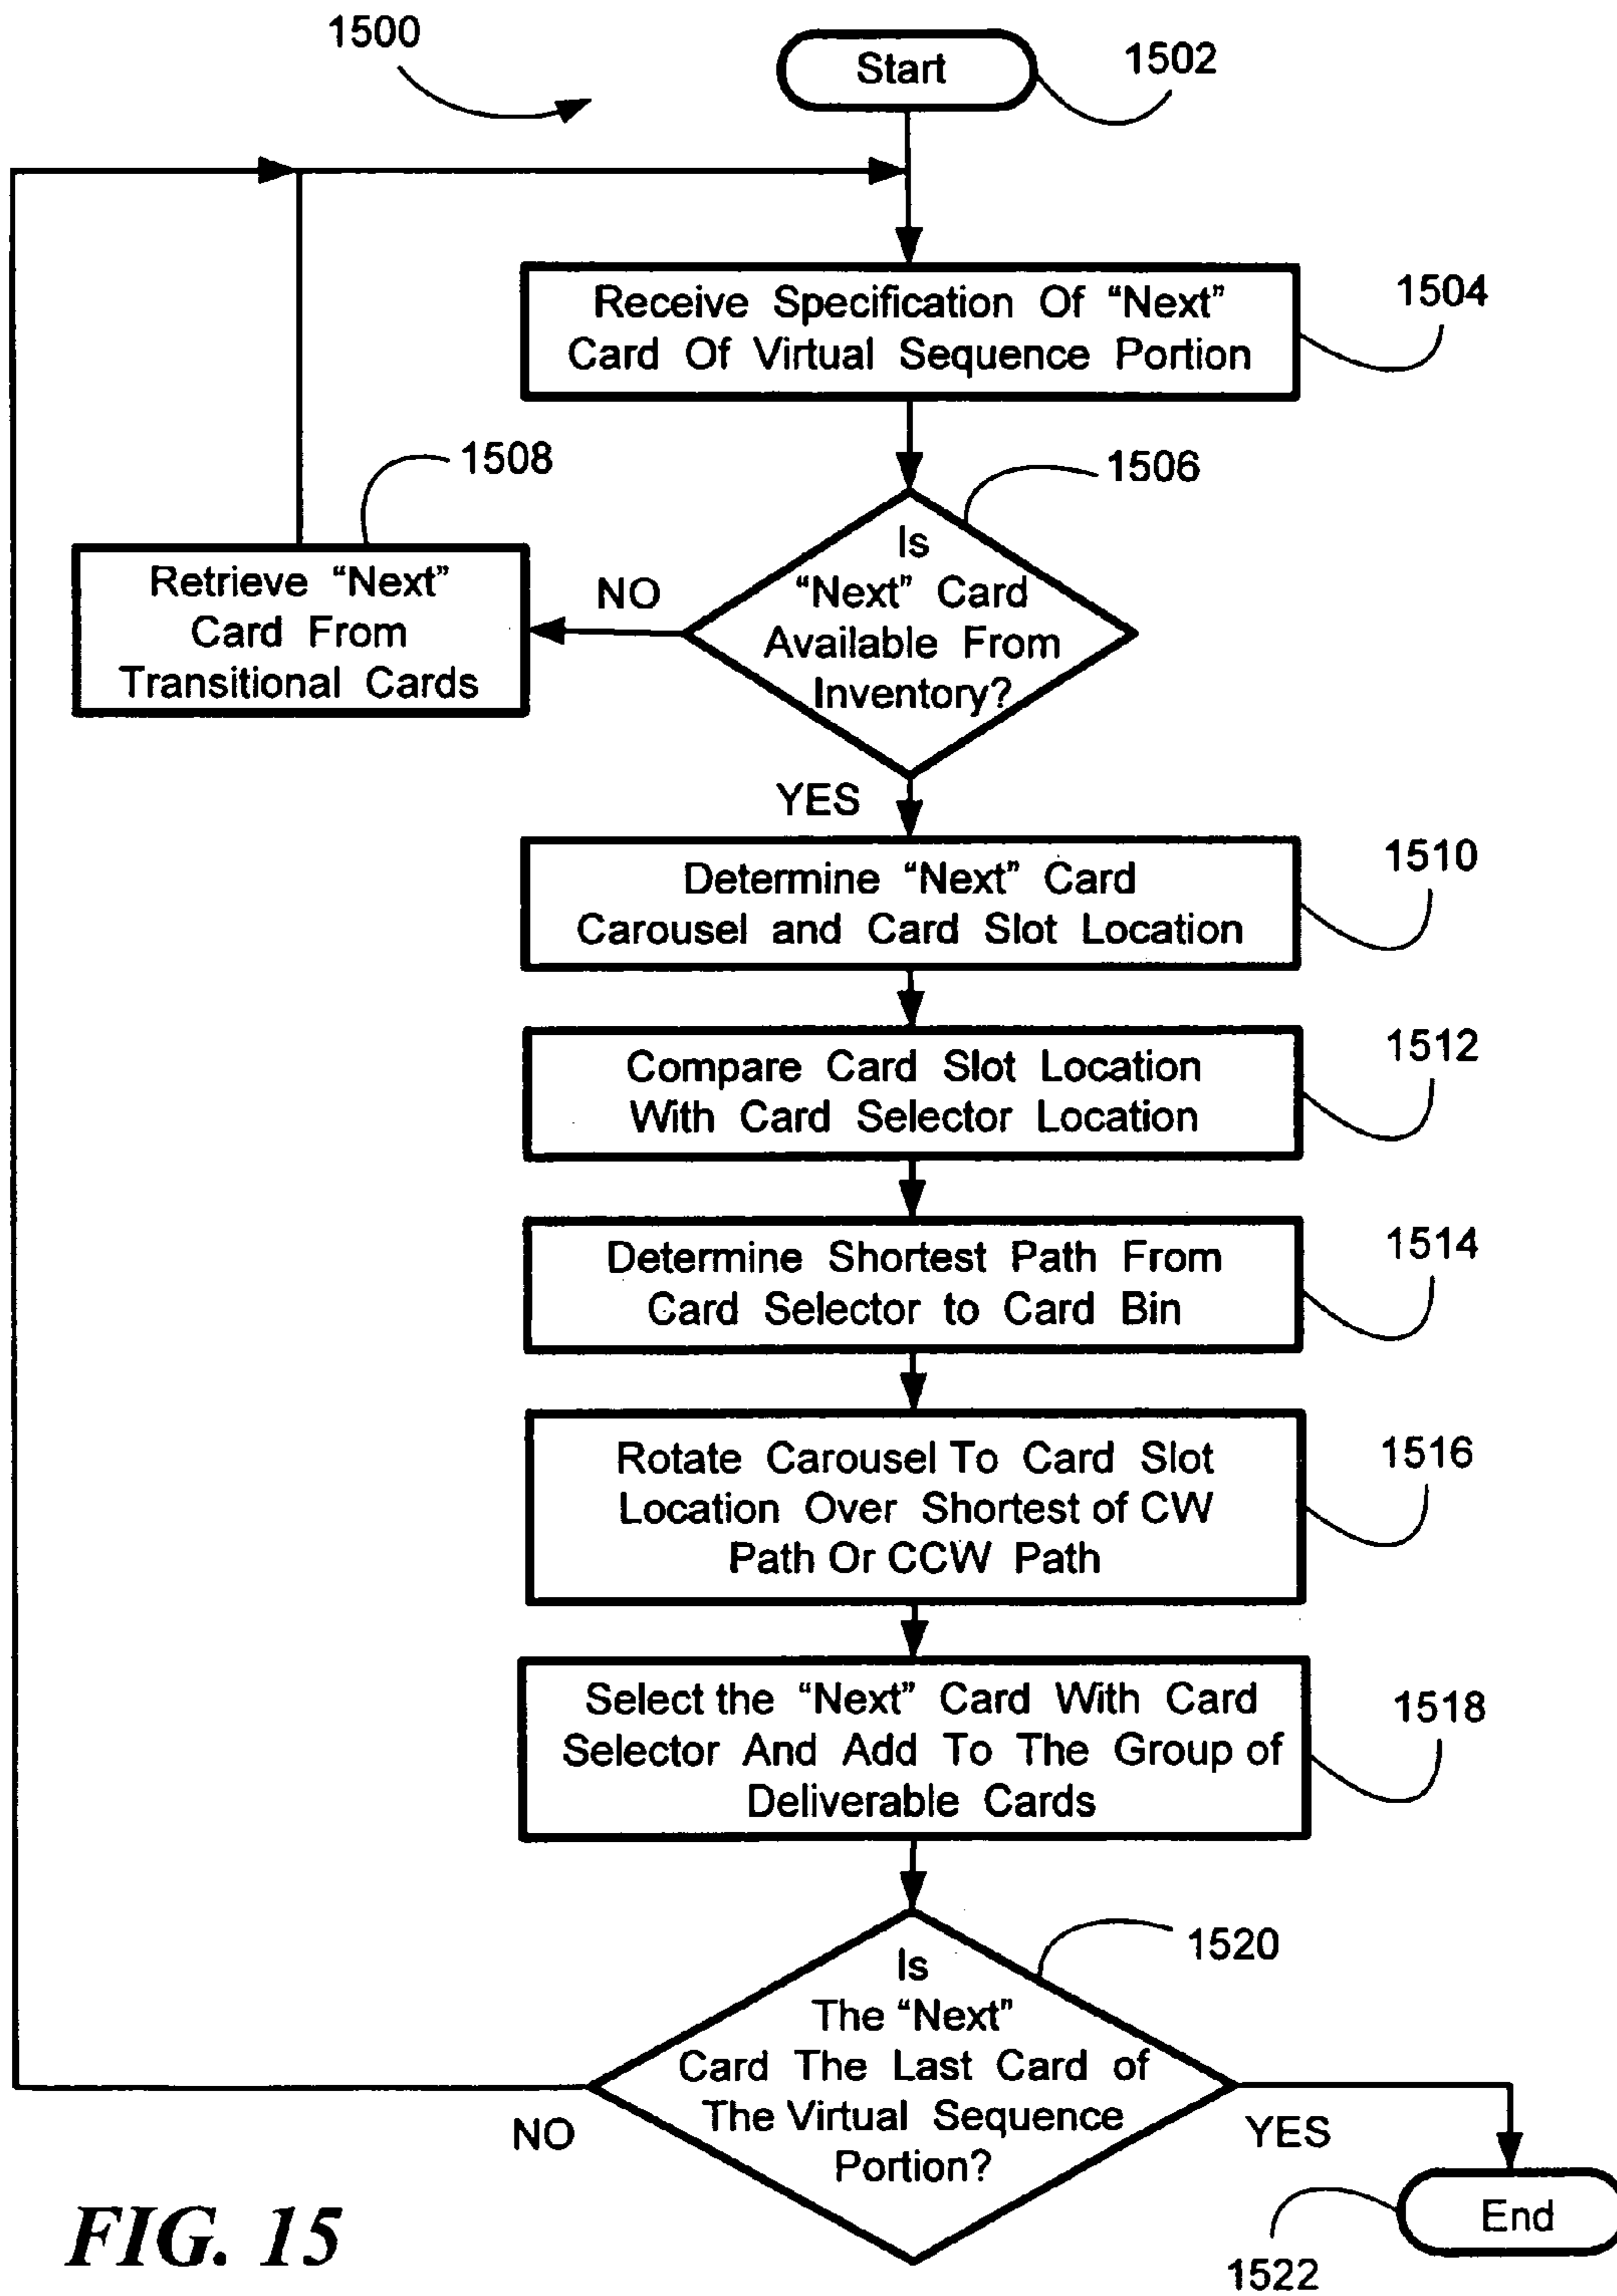 1500
Start
1502
Receive Specification Of “Next”
Card Of Virtual Sequence Portion
1504
1508
1506
Retrieve “Next”
Card From
Transitional Cards
NO
Is
“Next” Card
Available From
Inventory?
YES
Determine “Next” Card
Carousel and Card Slot Location
1510
Compare Card Slot Location
With Card Selector Location
1512
Determine Shortest Path From
Card Selector to Card Bin
1514
Rotate Carousel To Card Slot
Location Over Shortest of CW
Path Or CCW Path
1516
Select the “Next” Card With Card
Selector And Add To The Group of
Deliverable Cards
1518
Is
The “Next”
Card The Last Card of
The Virtual Sequence
Portion?
1520
NO
YES
End
1522
FIG. 15